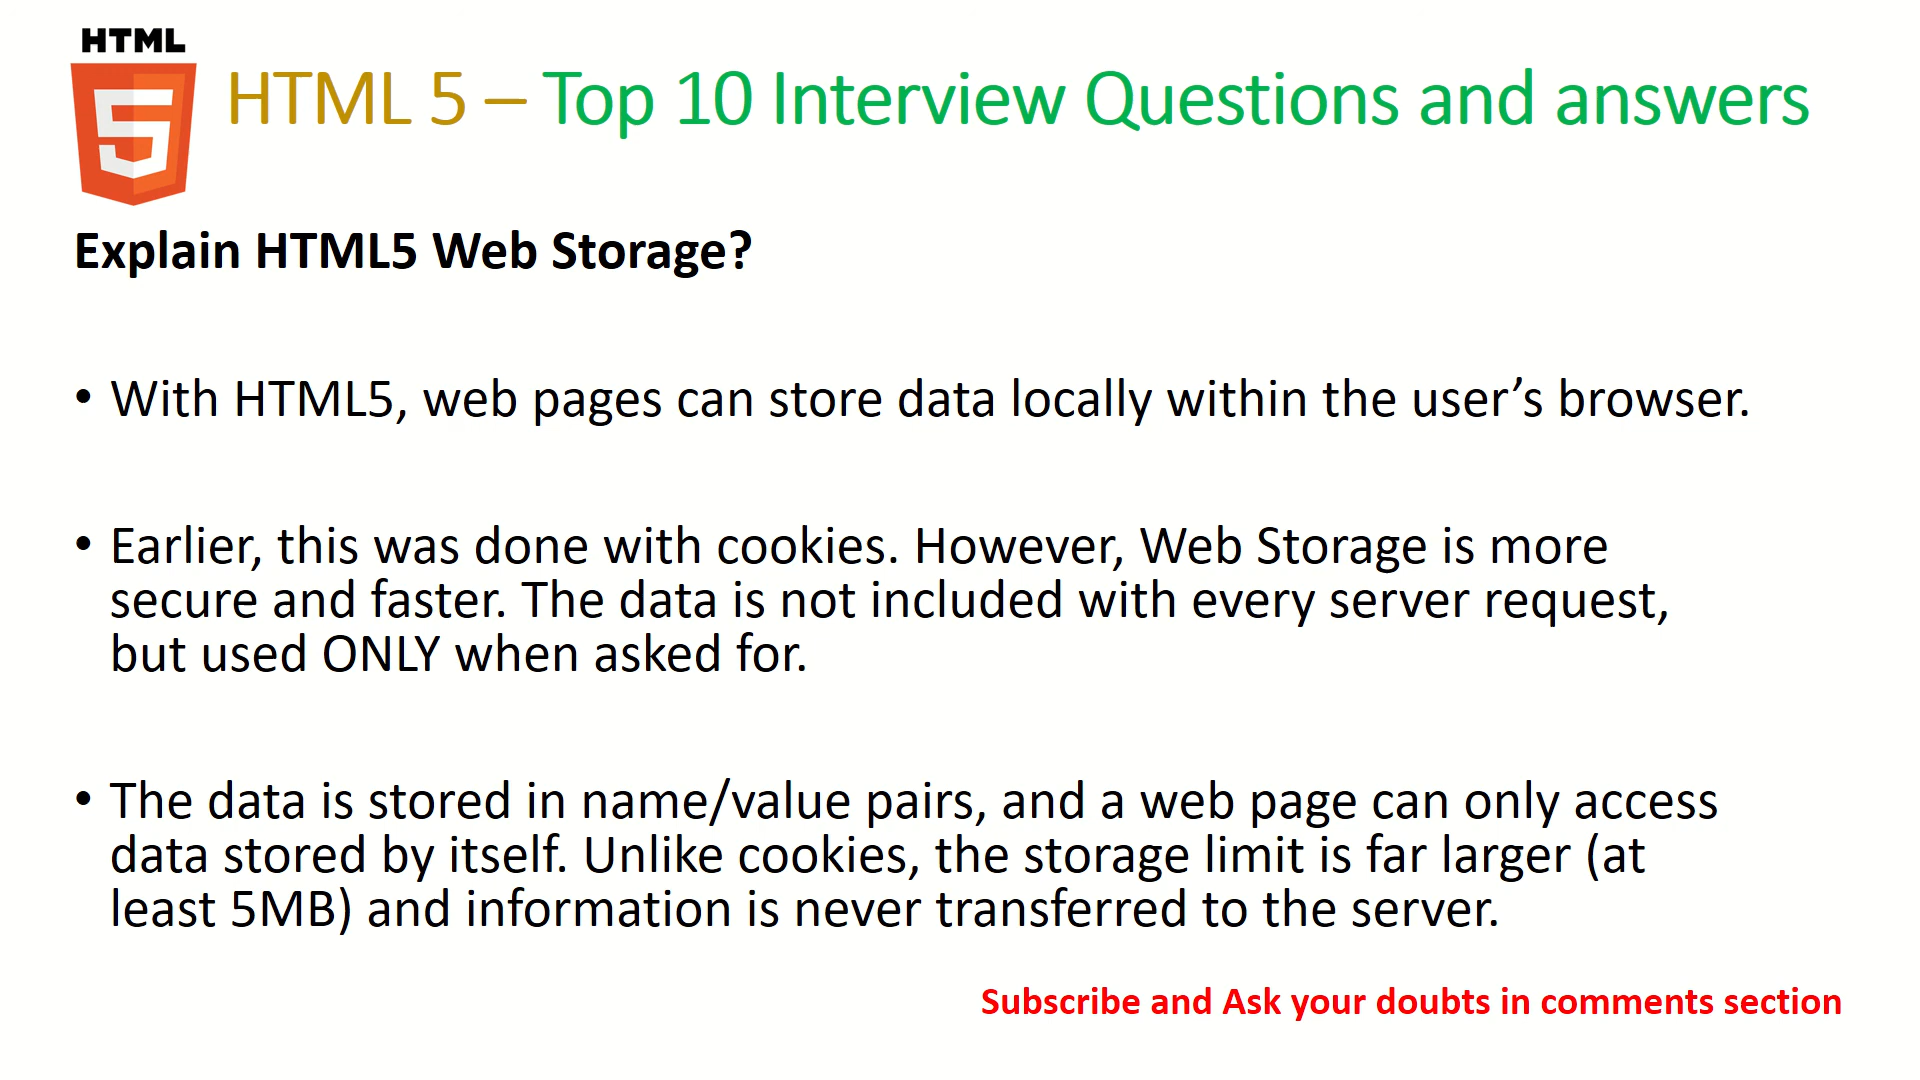 HTML
5
HTML 5 – Top 10 Interview Questions and answers
Explain HTML5 Web Storage?
• With HTML5, web pages can store data locally within the user’s browser.
• Earlier, this was done with cookies. However, Web Storage is more
secure and faster. The data is not included with every server request,
but used ONLY when asked for.
• The data is stored in name/value pairs, and a web page can only access
data stored by itself. Unlike cookies, the storage limit is far larger (at
least 5MB) and information is never transferred to the server.
Subscribe and Ask your doubts in comments section